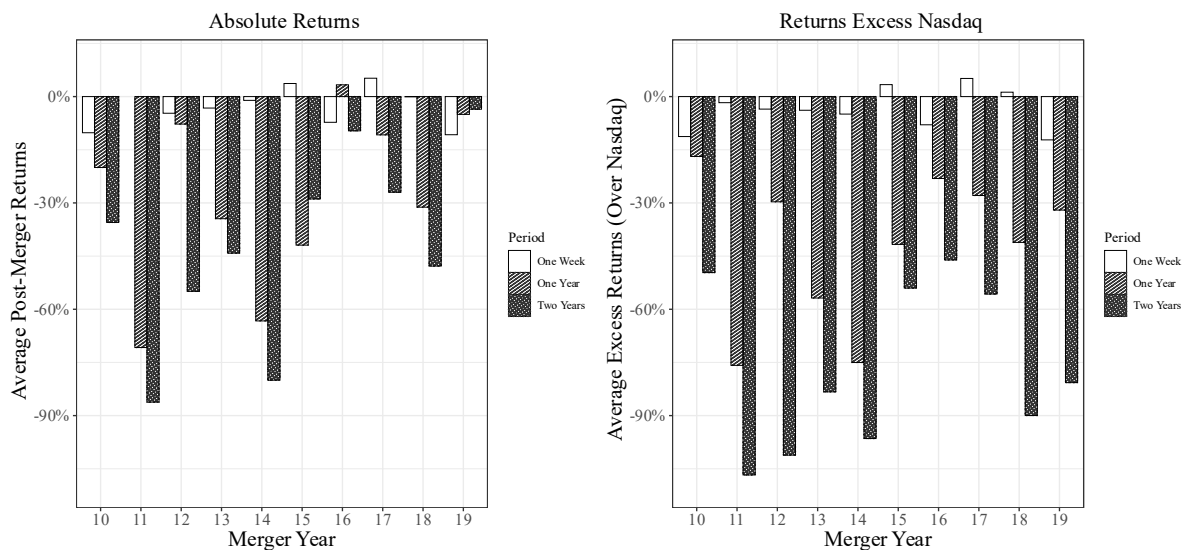 Absolute Returns
Average Post-Merger Returns
0%
-30%
-60%
-90%
10 11 12 13 14 15 16 17 18 19
Merger Year
Period
One Week
One Year
Two Years
Returns Excess Nasdaq
Average Excess Returns (Over Nasdaq)
0%
-30%
-60%
-90%
10 11 12 13 14 15 16 17 18 19
Merger Year
Period
One Week
One Year
Two Years